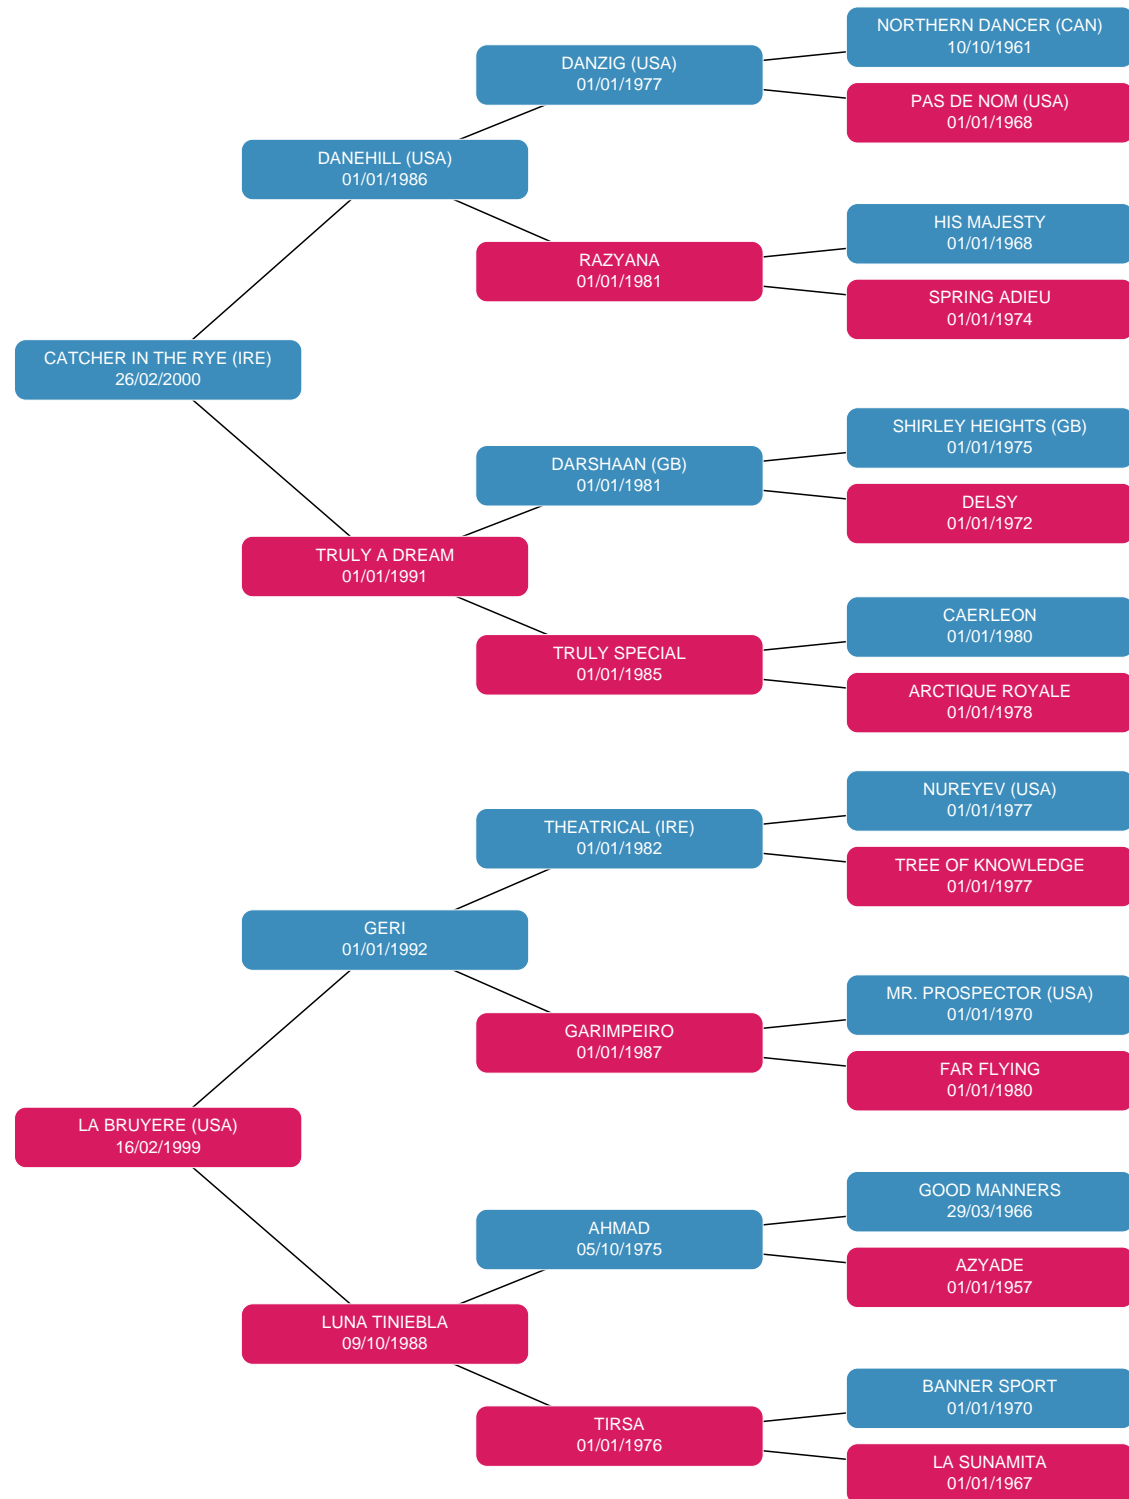 NORTHERN DANCER (CAN)
10/10/1961
DANZIG (USA)
01/01/1977
PAS DE NOM (USA)
01/01/1968
DANEHILL (USA)
01/01/1986
HIS MAJESTY
01/01/1968
RAZYANA
01/01/1981
SPRING ADIEU
01/01/1974
CATCHER IN THE RYE (IRE)
26/02/2000
SHIRLEY HEIGHTS (GB)
01/01/1975
DARSHAAN (GB)
01/01/1981
DELSY
01/01/1972
TRULY A DREAM
01/01/1991
CAERLEON
01/01/1980
TRULY SPECIAL
01/01/1985
ARCTIQUE ROYALE
01/01/1978
NUREYEV (USA)
01/01/1977
THEATRICAL (IRE)
01/01/1982
TREE OF KNOWLEDGE
01/01/1977
GERI
01/01/1992
MR. PROSPECTOR (USA)
01/01/1970
GARIMPEIRO
01/01/1987
FAR FLYING
01/01/1980
LA BRUYERE (USA)
16/02/1999
GOOD MANNERS
29/03/1966
AHMAD
05/10/1975
AZYADE
01/01/1957
LUNA TINIEBLA
09/10/1988
BANNER SPORT
01/01/1970
TIRSA
01/01/1976
LA SUNAMITA
01/01/1967